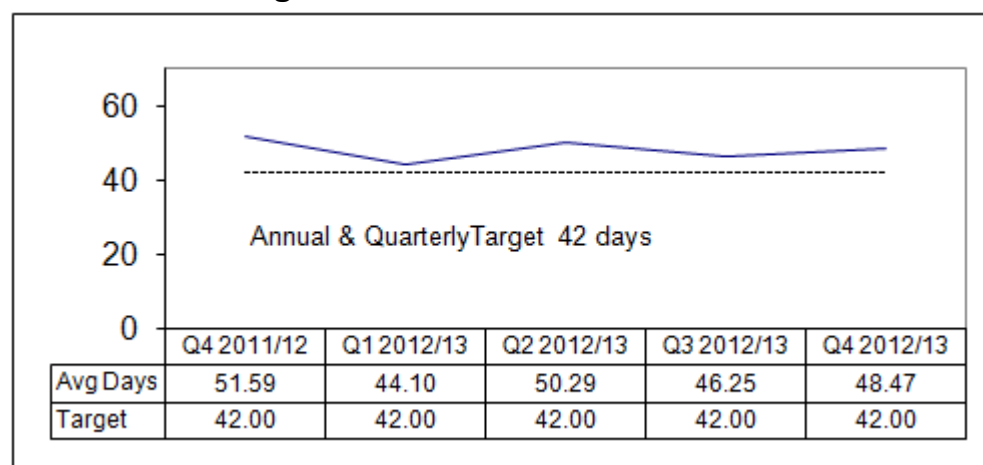 60
40
Annual & QuarterlyTarget 42 days
20
0
Q4 2011/12 Q1 2012/13 Q2 2012/13 Q3 2012/13 Q4 2012/13
Avg Days 51.59 44.10 50.29 46.25 48.47
Target 42.00 42.00 42.00 42.00 42.00